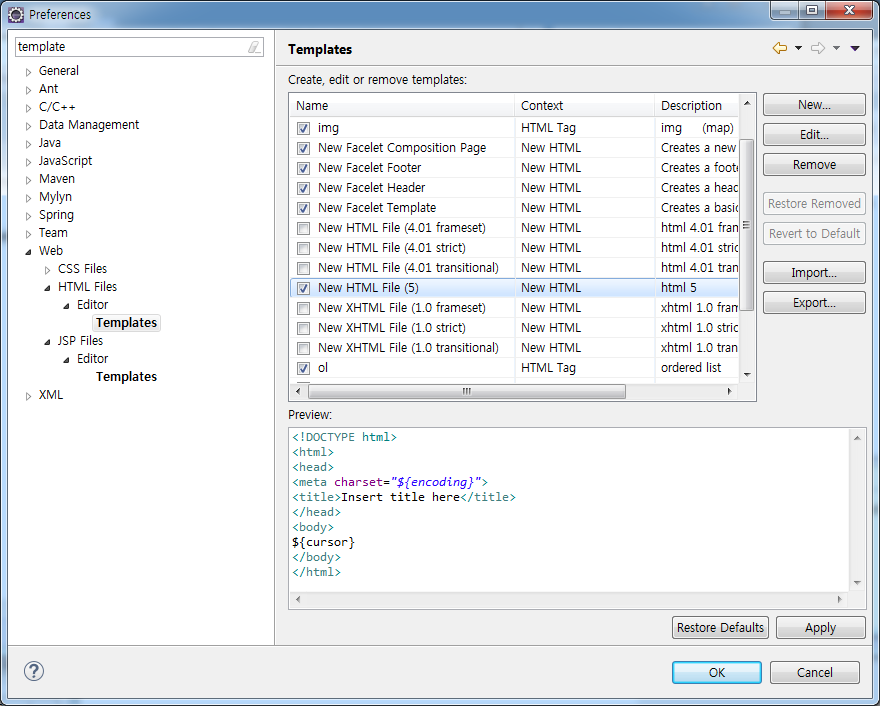 Preferences
template
General
Ant
C/C++
Data Management
Java
JavaScript
Maven
Mylyn
Spring
Team
Web
CSS Files
HTML Files
Editor
Templates
JSP Files
Editor
Templates
XML
Templates
Create, edit or remove templates:
Name Context Description
img HTML Tag img (map)
New Facelet Composition Page New HTML Creates a new
New Facelet Footer New HTML Creates a foote
New Facelet Header New HTML Creates a head
New Facelet Template New HTML Creates a basic
New HTML File (4.01 frameset) New HTML html 4.01 fram
New HTML File (4.01 strict) New HTML html 4.01 stric
New HTML File (4.01 transitional) New HTML html 4.01 tran
New HTML File (5) New HTML html 5
New XHTML File (1.0 frameset) New HTML xhtml 1.0 fram
New XHTML File (1.0 strict) New HTML xhtml 1.0 stric
New XHTML File (1.0 transitional) New HTML xhtml 1.0 tran
ol HTML Tag ordered list
New...
Edit...
Remove
Restore Removed
Revert to Default
Import...
Export...
Preview:
<!DOCTYPE html>
<html>
<head>
<meta charset="${encoding}">
<title>Insert title here</title>
</head>
<body>
${cursor}
</body>
</html>
Restore Defaults Apply
? OK Cancel